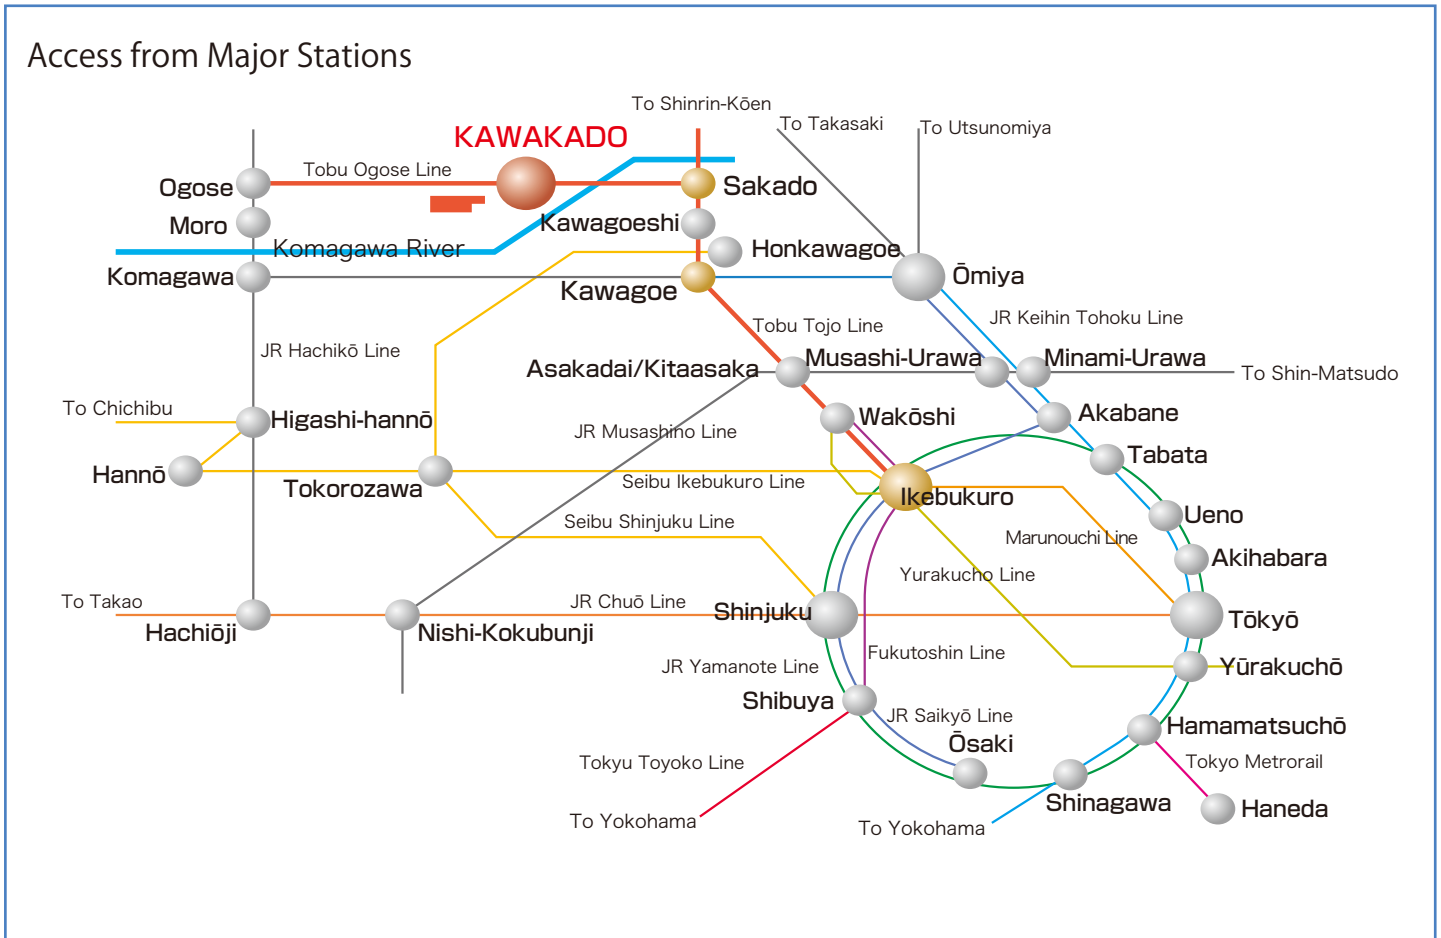 Access from Major Stations
To Shinrin-Kōen
To Takasaki
To Utsunomiya
KAWAKADO
Tobu Ogose Line
Ogose
Sakado
Moro
Kawagoeshi
Komagawa River
Honkawagoe
Komagawa
Kawagoe
Ōmiya
JR Keihin Tohoku Line
Tobu Tojo Line
JR Hachikō Line
Musashi-Urawa
Minami-Urawa
Asakadai/Kitaasaka
To Shin-Matsudo
To Chichibu
Higashi-hannō
Wakōshi
Akabane
JR Musashino Line
Tabata
Hannō
Tokorozawa
Seibu Ikebukuro Line
Ikebukuro
Seibu Shinjuku Line
Ueno
Marunouchi Line
Akihabara
Yurakucho Line
To Takao
JR Chuō Line
Shinjuku
Tōkyō
Hachiōji
Nishi-Kokubunji
Fukutoshin Line
JR Yamanote Line
Yūrakuchō
Shibuya
JR Saikyō Line
Hamamatsuchō
Ōsaki
Tokyu Toyoko Line
Tokyo Metrorail
Shinagawa
Haneda
To Yokohama
To Yokohama